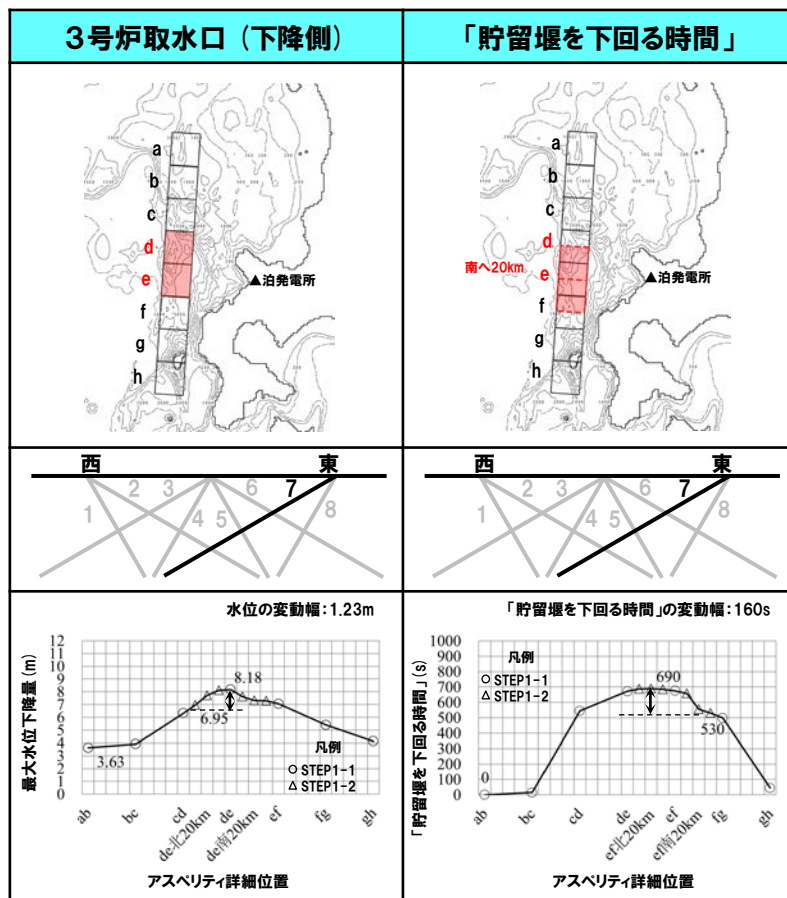 3号炉取水口（下降側）
「貯留堰を下回る時間」
a
b
c
d
e
f
g
h
▲泊発電所
a
b
c
d
南へ20km
e
f
g
h
▲泊発電所
西
東
1
2
3
4
5
6
7
8
西
東
1
2
3
4
5
6
7
8
水位の変動幅：1.23m
最大水位下降量(m)
12
11
10
9
8
7
6
5
4
3
2
1
0
8.18
6.95
3.63
凡例
○ STEP1-1
△ STEP1-2
ab
bc
cd
de-北20km
de
de南20km
ef
fg
gh
アスペリティ詳細位置
「貯留堰を下回る時間」の変動幅：160s
「貯留堰を下回る時間」(s)
1000
900
800
700
600
500
400
300
200
100
0
凡例
○ STEP1-1
△ STEP1-2
690
530
0
ab
bc
cd
de
ef-北20km
ef
ef南20km
fg
gh
アスペリティ詳細位置